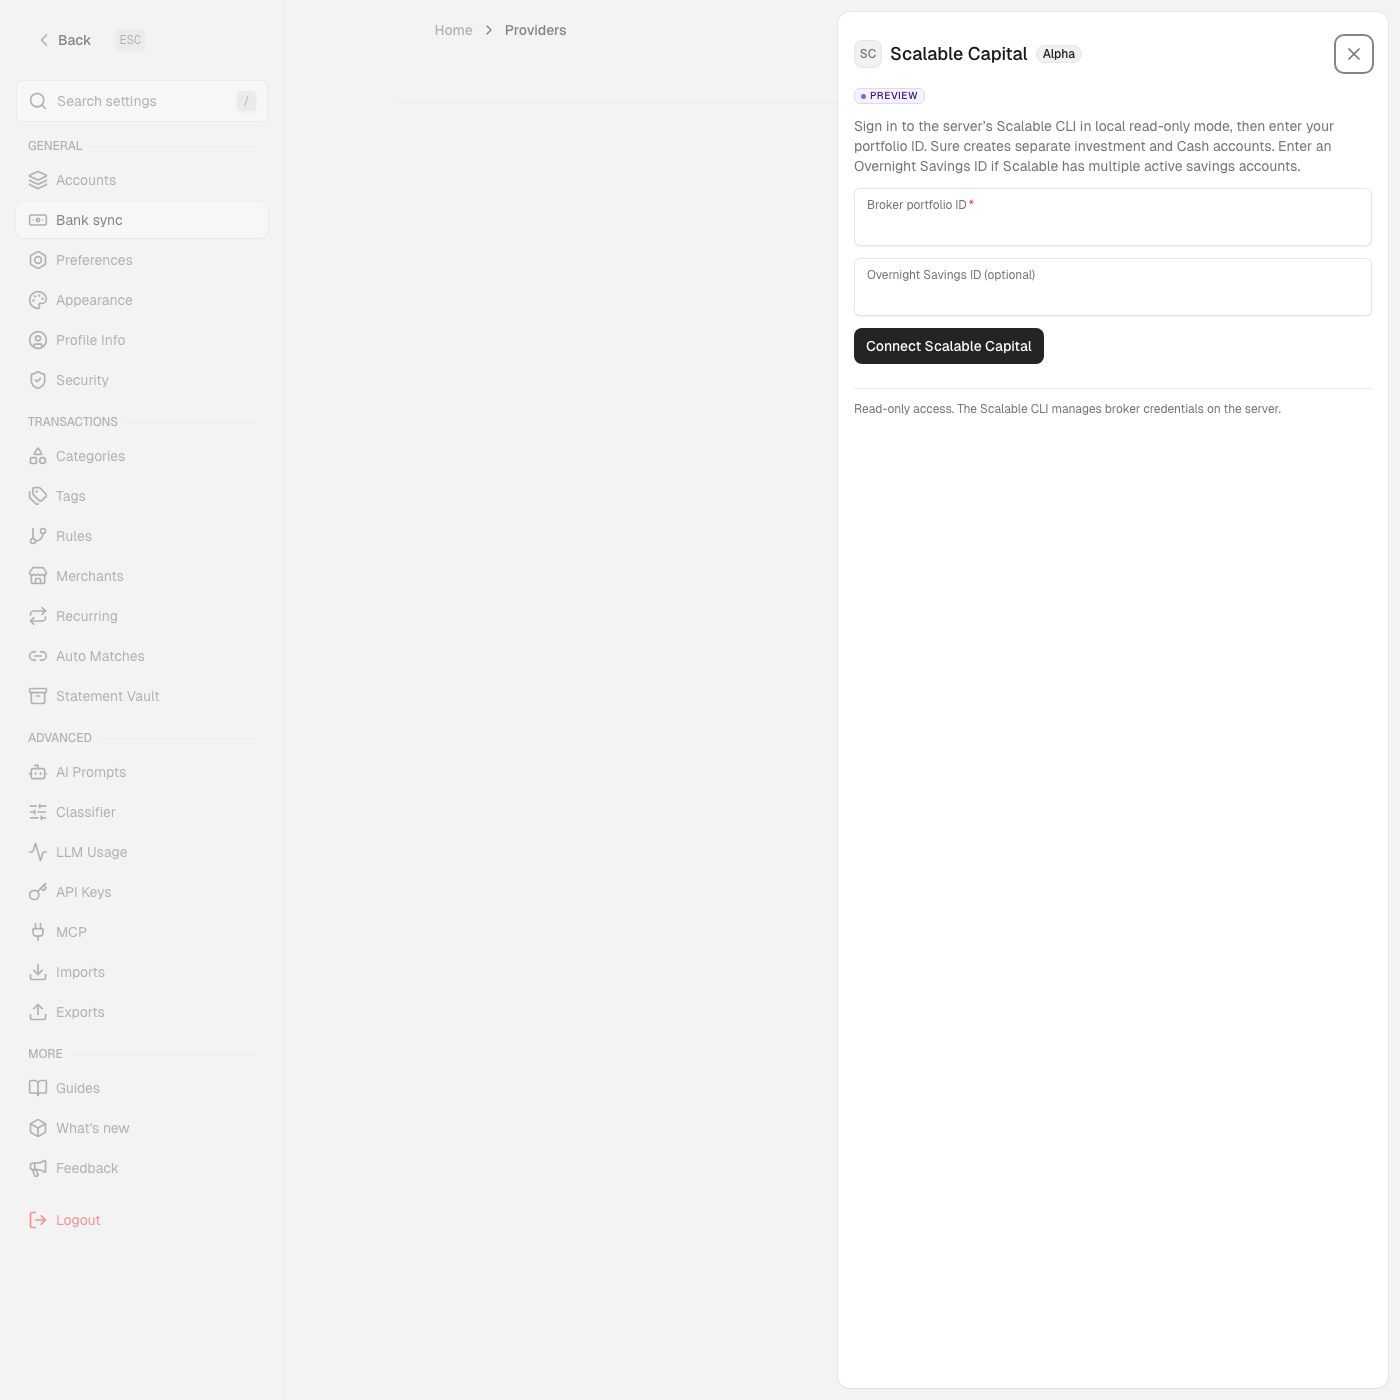 Back ESC
Search settings /
GENERAL
Accounts
Bank sync
Preferences
Appearance
Profile Info
Security
TRANSACTIONS
Categories
Tags
Rules
Merchants
Recurring
Auto Matches
Statement Vault
ADVANCED
AI Prompts
Classifier
LLM Usage
API Keys
MCP
Imports
Exports
MORE
Guides
What's new
Feedback
Logout
Home > Providers
SC Scalable Capital Alpha
PREVIEW
Sign in to the server's Scalable CLI in local read-only mode, then enter your
portfolio ID. Sure creates separate investment and Cash accounts. Enter an
Overnight Savings ID if Scalable has multiple active savings accounts.
Broker portfolio ID *
Overnight Savings ID (optional)
Connect Scalable Capital
Read-only access. The Scalable CLI manages broker credentials on the server.